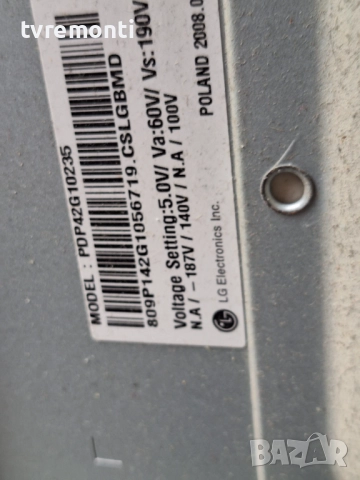 tvremonti
MODEL : PDP42G10235
809P142G1056719.CSLGBMD
Voltage Setting:5.0V/ Va:60V/ Vs:190V
N.A / -187V / 140V / N.A / 100V
LG Electronics Inc.
POLAND 2008.0
LG
BAZAR